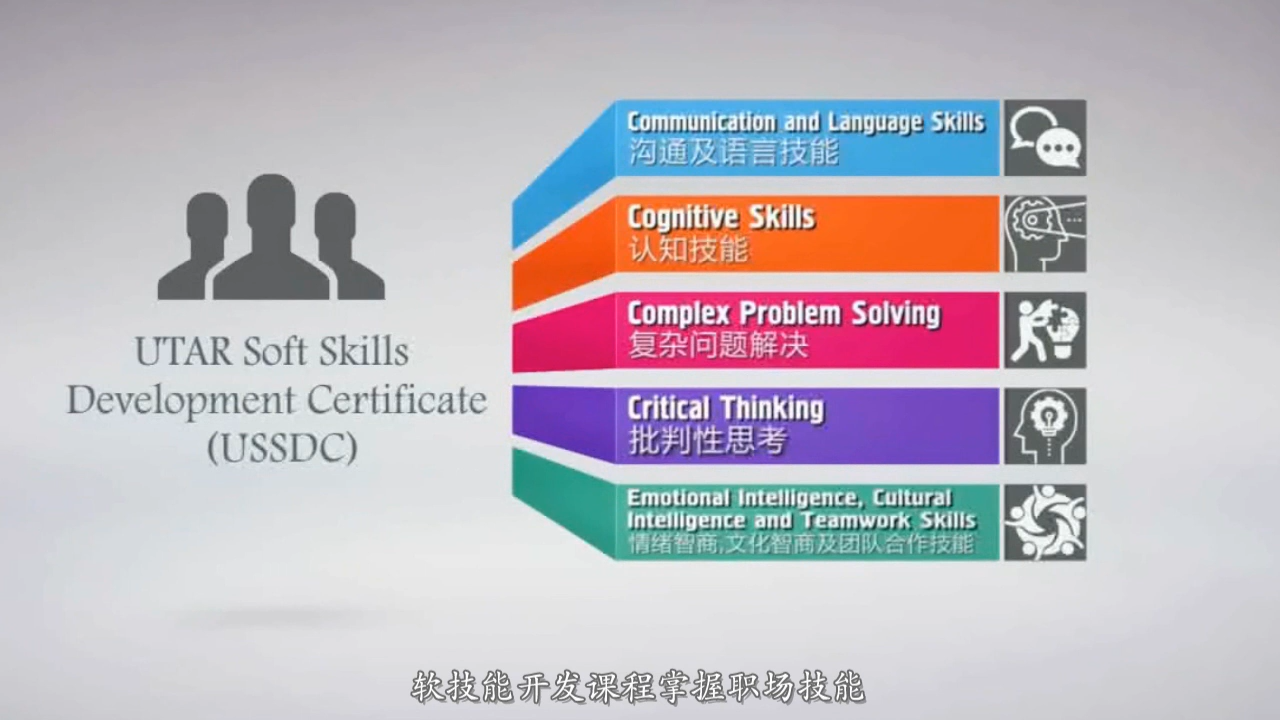 UTAR Soft Skills
Development Certificate
(USSDC)
Communication and Language Skills
沟通及语言技能
Cognitive Skills
认知技能
Complex Problem Solving
复杂问题解决
Critical Thinking
批判性思考
Emotional Intelligence, Cultural
Intelligence and Teamwork Skills
情绪智商,文化智商及团队合作技能
软技能开发课程掌握职场技能